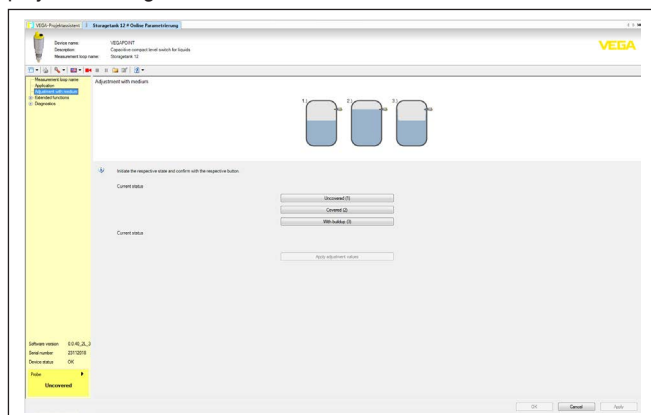 VEGA-Projektassistent
Storagetank 12 # Online Parametrierung
Device name: VEGAPOINT
Description: Capacitive compact level switch for liquids
Measurement loop name: Storagetank 12
VEGA
Measurement loop name
Application
Adjustment with medium
Extended functions
Diagnostics
Adjustment with medium
1.) 2.) 3.)
Initiate the respective state and confirm with the respective button:
Current status
Uncovered (1)
Covered (2)
With buildup (3)
Current status
Apply adjustment values
Software version 0.0.40_2L_3
Serial number 23112018
Device status OK
Probe
Uncovered
OK Cancel Apply